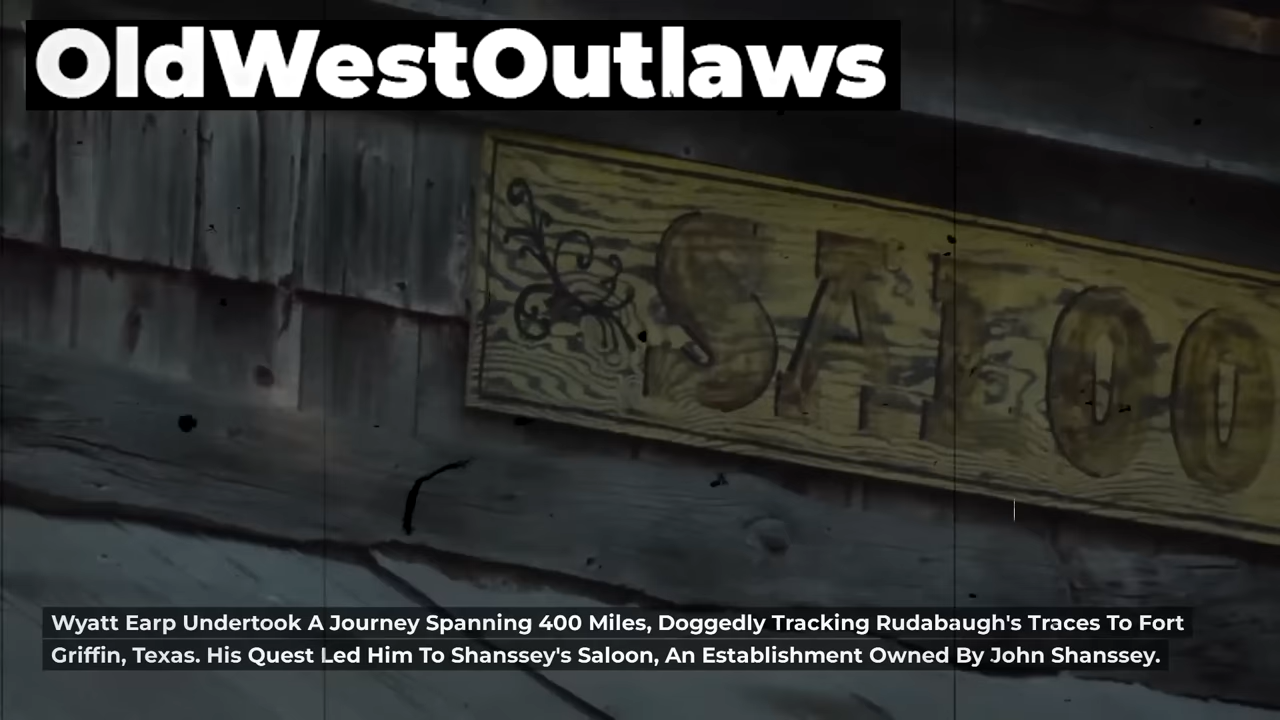 OldWestOutlaws
SALOO
Wyatt Earp Undertook A Journey Spanning 400 Miles, Doggedly Tracking Rudabaugh's Traces To Fort
Griffin, Texas. His Quest Led Him To Shanssey's Saloon, An Establishment Owned By John Shanssey.